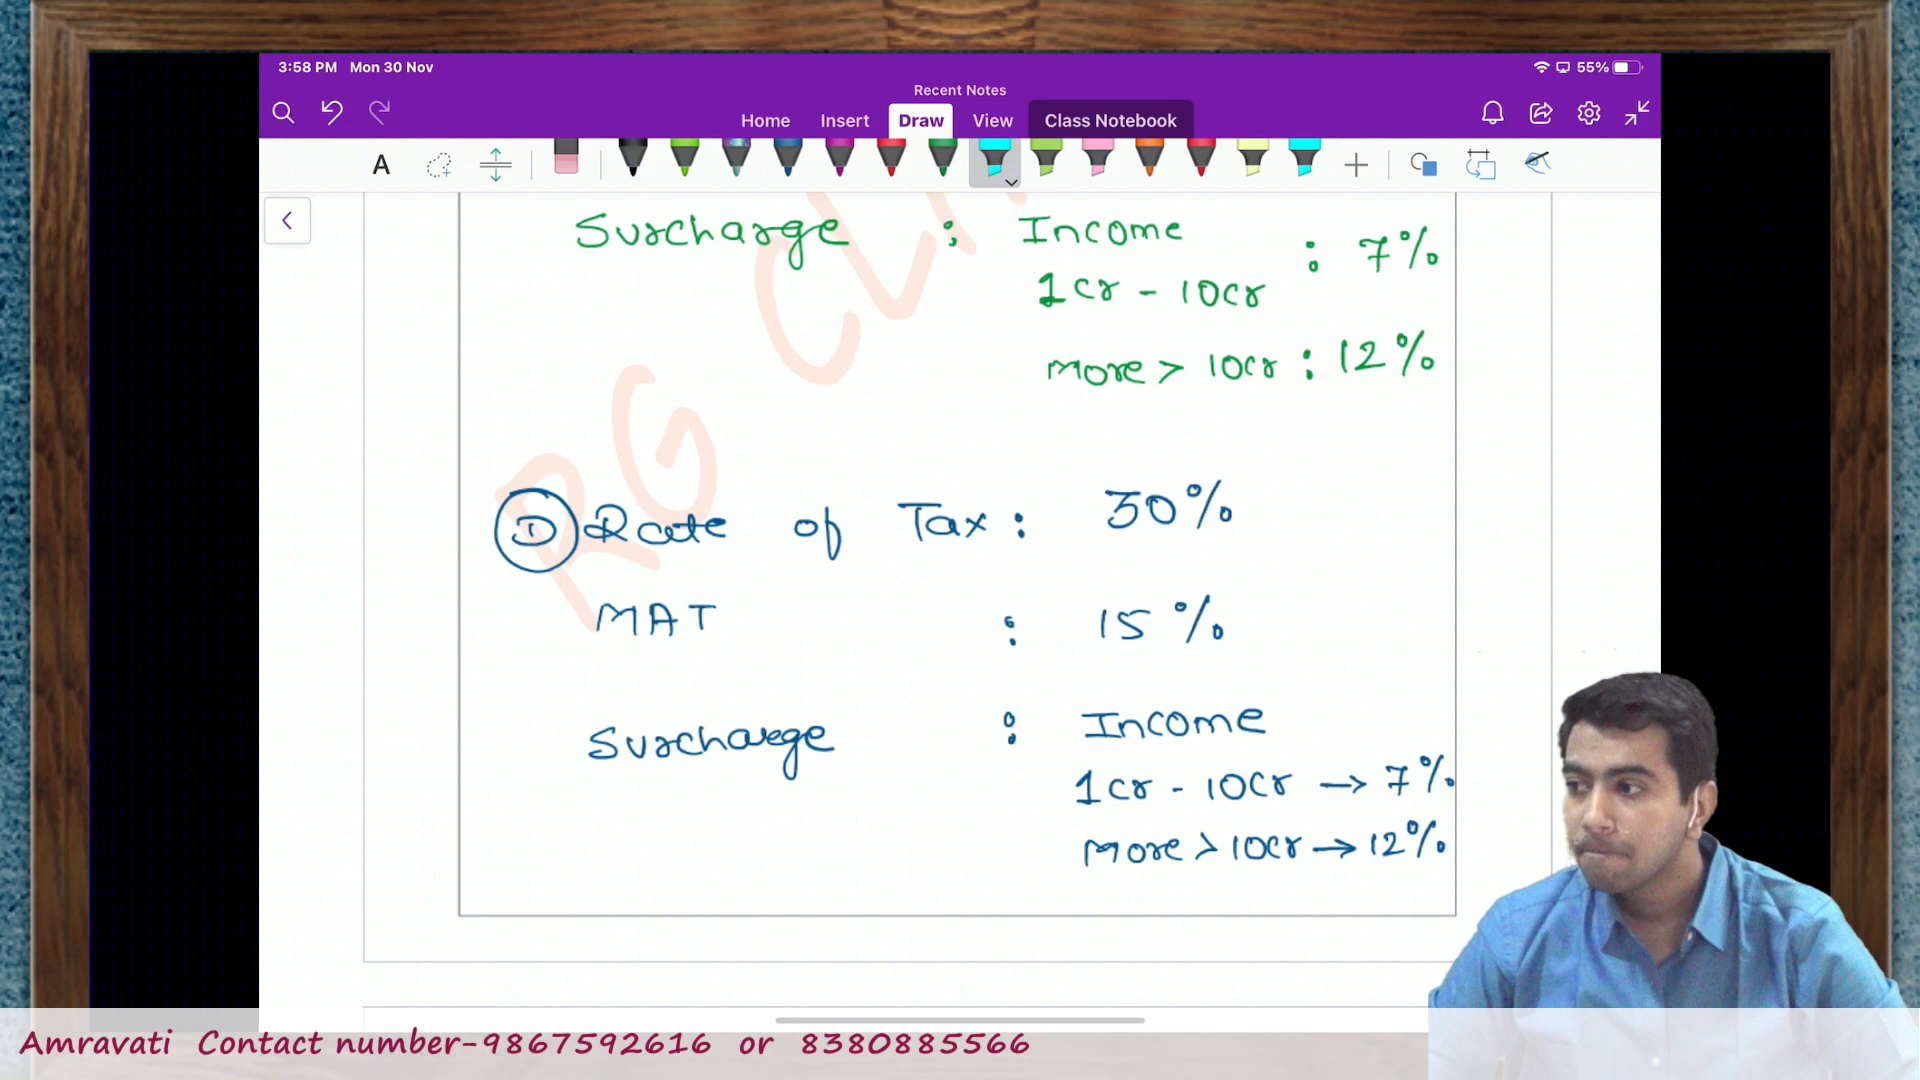 3:58 PM Mon 30 Nov
55%
Recent Notes
Home Insert Draw View Class Notebook
A
Surcharge : Income : 7%
1cr - 10cr
More > 10cr : 12%
RG CL
D Rate of Tax : 30%
MAT : 15%
Surcharge : Income
1cr - 10cr → 7%
More > 10cr → 12%
Amravati Contact number-9867592616 or 8380885566